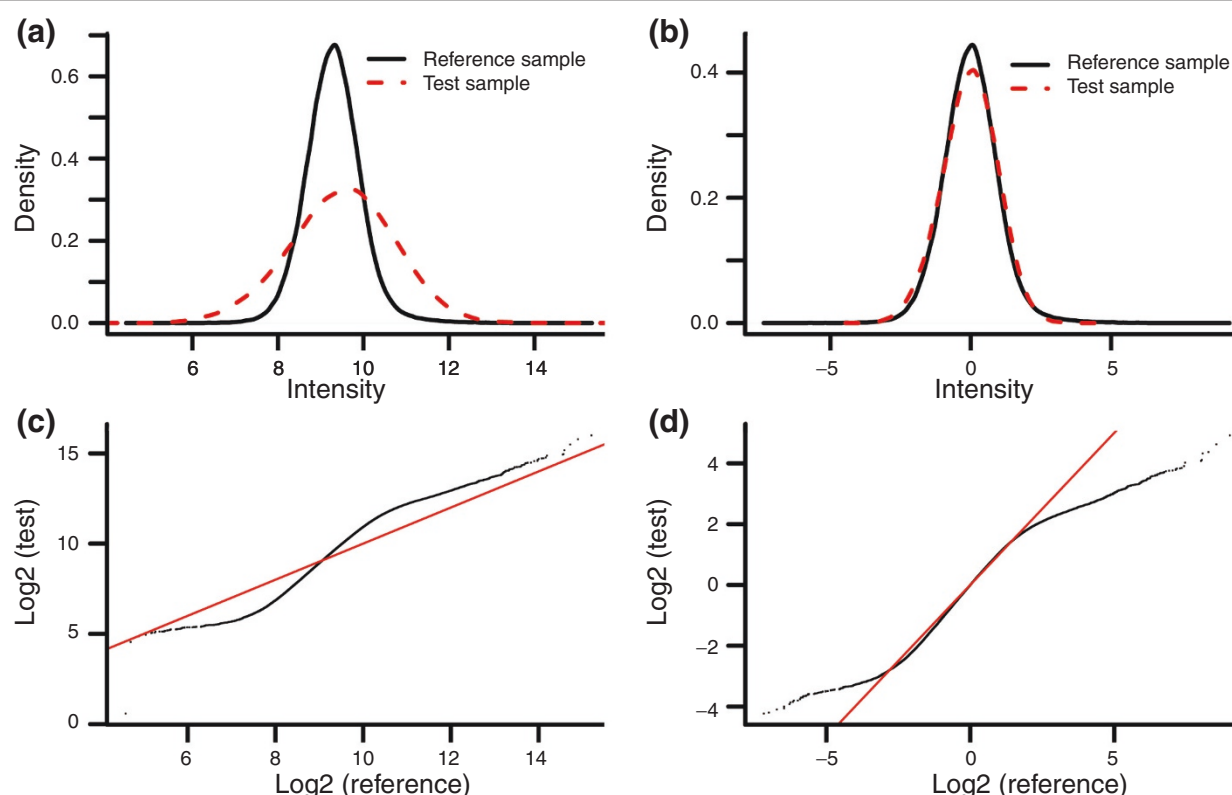 (a)
Reference sample
Test sample
Density
0.6
0.4
0.2
0.0
6 8 10 12 14
Intensity
(b)
Reference sample
Test sample
Density
0.4
0.2
0.0
−5 0 5
Intensity
(c)
Log2 (test)
15
10
5
0
6 8 10 12 14
Log2 (reference)
(d)
Log2 (test)
4
2
0
−2
−4
−5 0 5
Log2 (reference)